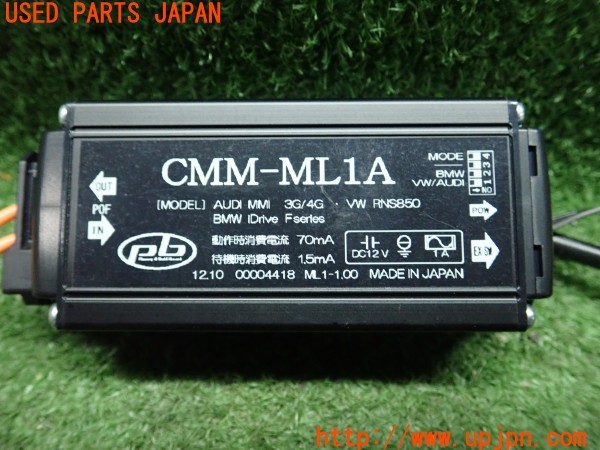 USED PARTS JAPAN
CMM-ML1A
[MODEL] AUDI MMI 3G/4G · VW RNS850
BMW iDrive Fseries
OUT
POF
IN
MODE
BMW
VW/AUDI
1 2 3 4
→NO
POW
EX.SW
pb
動作時消費電流 70mA
待機時消費電流 1.5mA
DC12V
1A
12.10 00004418 ML1-1.00 MADE IN JAPAN
http://www.upjpn.com